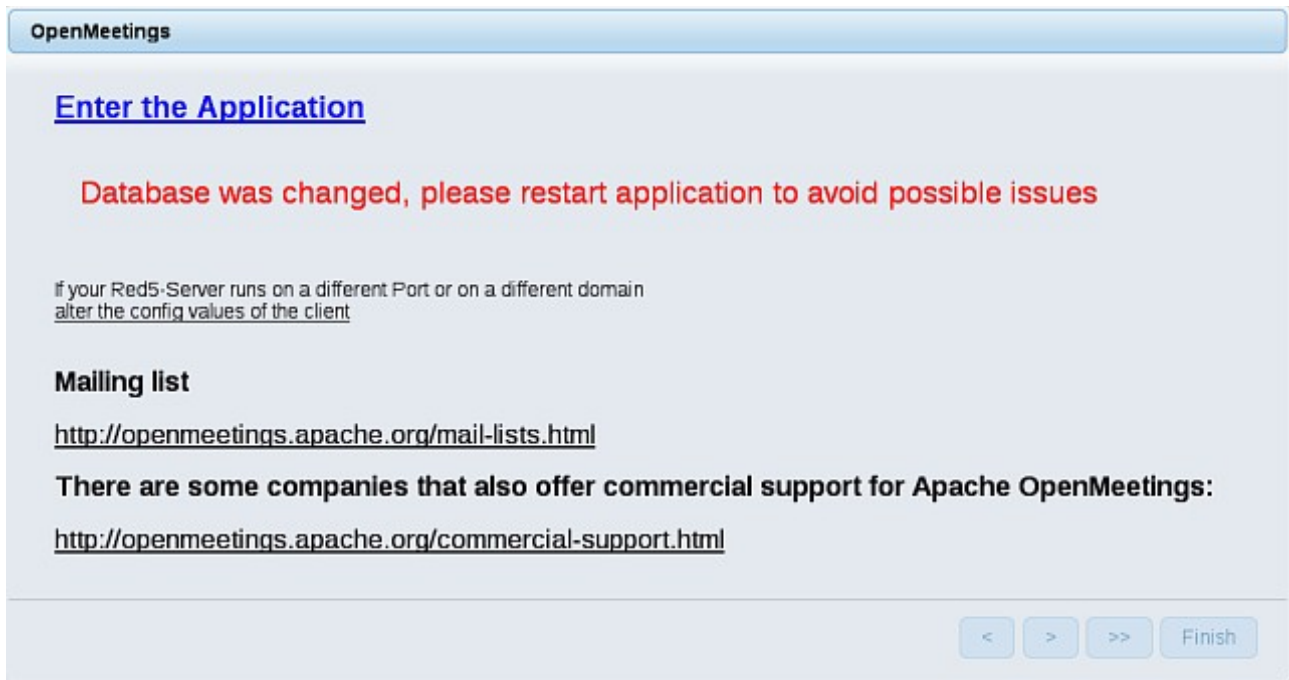 OpenMeetings
Enter the Application
Database was changed, please restart application to avoid possible issues
If your Red5-Server runs on a different Port or on a different domain
alter the config values of the client
Mailing list
http://openmeetings.apache.org/mail-lists.html
There are some companies that also offer commercial support for Apache OpenMeetings:
http://openmeetings.apache.org/commercial-support.html
< > >> Finish